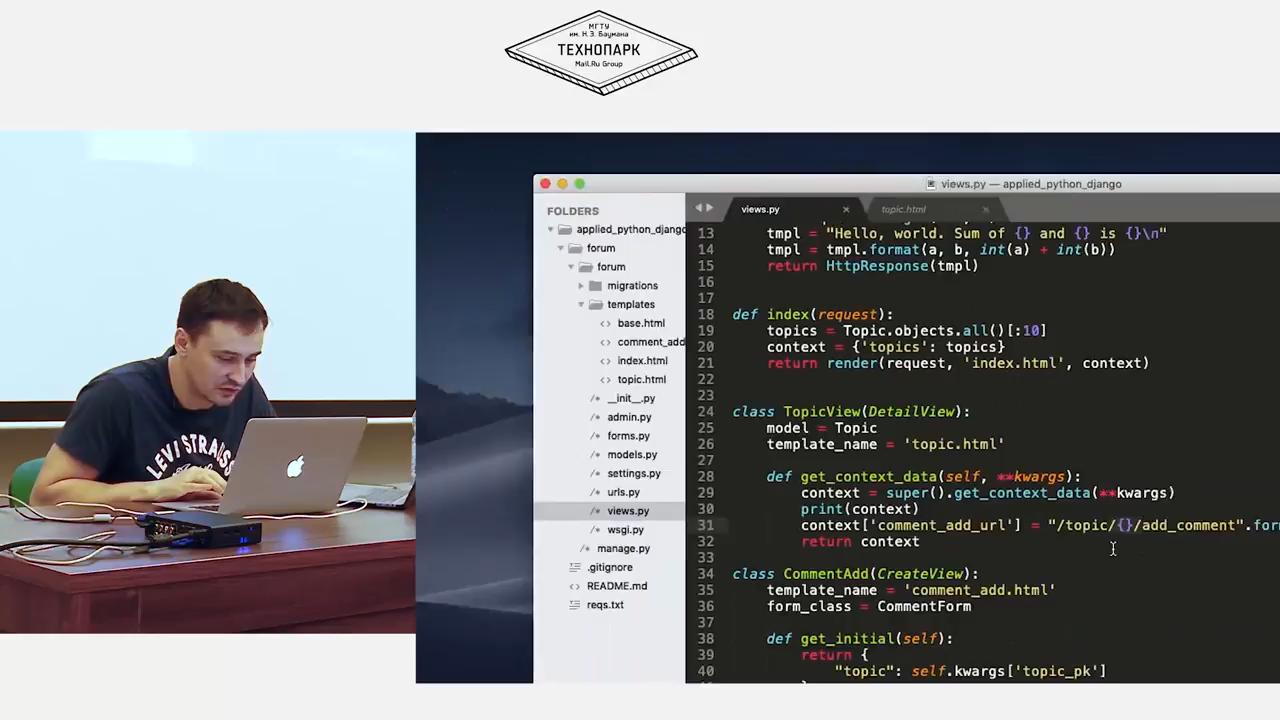 МГТУ
им. Н.Э. Баумана
ТЕХНОПАРК
Mail.Ru Group
LEVI STRAUSS
views.py — applied_python_django
FOLDERS
applied_python_django
forum
forum
migrations
templates
base.html
comment_add
index.html
topic.html
__init__.py
admin.py
forms.py
models.py
settings.py
urls.py
views.py
wsgi.py
manage.py
.gitignore
README.md
reqs.txt
views.py
topic.html
13 tmpl = "Hello, world. Sum of {} and {} is {}\n"
14 tmpl = tmpl.format(a, b, int(a) + int(b))
15 return HttpResponse(tmpl)
16
17
18 def index(request):
19 topics = Topic.objects.all()[:10]
20 context = {'topics': topics}
21 return render(request, 'index.html', context)
22
23
24 class TopicView(DetailView):
25 model = Topic
26 template_name = 'topic.html'
27
28 def get_context_data(self, **kwargs):
29 context = super().get_context_data(**kwargs)
30 print(context)
31 context['comment_add_url'] = "/topic/{}/add_comment".for
32 return context
33
34 class CommentAdd(CreateView):
35 template_name = 'comment_add.html'
36 form_class = CommentForm
37
38 def get_initial(self):
39 return {
40 "topic": self.kwargs['topic_pk']